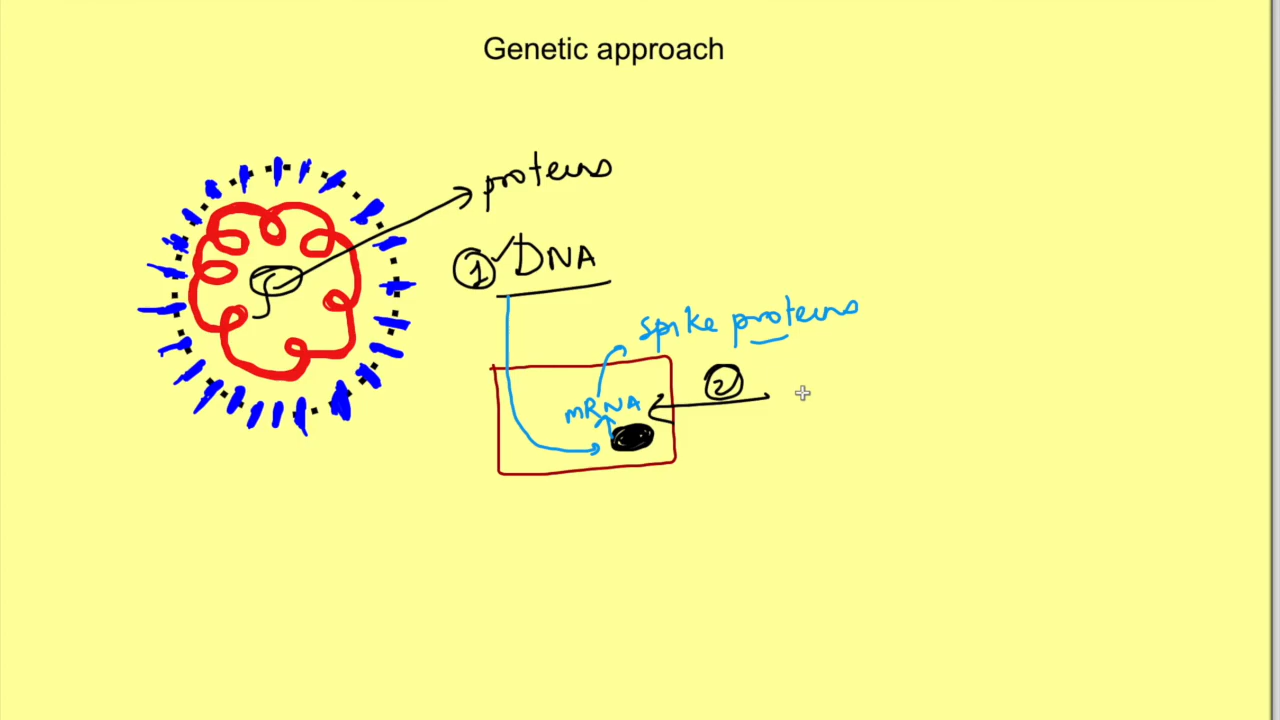 Genetic approach
proteins
① DNA
spike proteins
②
mRNA